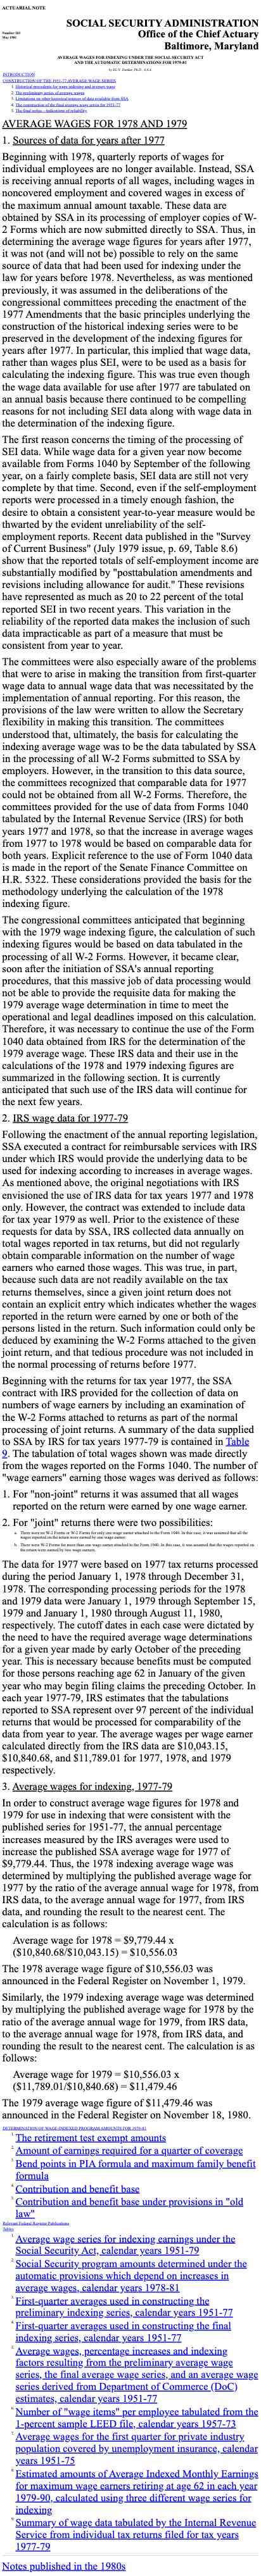 ACTUARIAL NOTE
SOCIAL SECURITY ADMINISTRATION
Number 103
May 1981
Office of the Chief Actuary
Baltimore, Maryland
AVERAGE WAGES FOR INDEXING UNDER THE SOCIAL SECURITY ACT
AND THE AUTOMATIC DETERMINATIONS FOR 1979-81
INTRODUCTION
CONSTRUCTION OF THE 1951-77 AVERAGE WAGE SERIES
1. Historical precedents for wage indexing and average wages
2. The preliminary series of average wages
3. Limitations on other historical sources of data available from SSA
4. The construction of the final average wage series for 1951-77
5. The final series -- indications of reliability
AVERAGE WAGES FOR 1978 AND 1979
1. Sources of data for years after 1977
Beginning with 1978, quarterly reports of wages for
individual employees were no longer available. Instead, SSA
is receiving annual reports of all wages, including wages in
noncovered employment and covered wages in excess of
the maximum annual amount taxable. These data are
obtained by SSA in its processing of employer copies of W-
2 Forms which are now submitted directly to SSA. Thus, in
determining the average wage figures for years after 1977,
it was not (and will not be) possible to rely on the same
source of data that had been used for indexing under the
law for years before 1978. Nevertheless, as was mentioned
previously, it was assumed in the deliberations of the
congressional committees preceding the enactment of the
1977 Amendments that the basic principles underlying the
construction of the historical indexes were to be preserved
in the development of the indexing figure for
years after 1977. In particular, this implied that wage data,
rather than wages plus SEI, were to be used as a basis for
calculating the indexing figure. This was true even though
the wage data available for use after 1977 are tabulated on
an annual basis because there continued to be compelling
reasons for not including SEI data along with wage data in
the determination of the indexing figure.
The first reason concerns the timing of the processing of
SEI data. While wage data for a given year now become
available from Forms 1040 by September of the following
year, on a fairly complete basis, SEI data are not very
complete by that time. Second, even if the self-employment
reports were processed in a timely enough fashion, the
desire to obtain a consistent year-to-year measure would be
thwarted by the evident unreliability of the self-
employment reports. Recent data published in the "Survey
of Current Business" (July 1979 issue, p. 69, Table 8.6)
show that reported totals of self-employment income are
substantially modified by "posttabulation amendments and
revisions including allowance for audit." These revisions
have represented as much as 20 to 22 percent of the total
reported SEI in two recent years. This wide variation in the
reliability of the reported data makes the inclusion of such
data impracticable as part of a measure that must be
consistent from year to year.
The committees were also especially aware of the problems
that were to arise in making the transition from first-quarter
wage data to annual wage data that was necessitated by the
implementation of annual reporting. For this reason, the
provisions of the law were written to allow the Secretary
flexibility in making this transition. The committees
understood that, ultimately, the basis for calculating the
indexing average wage was to be the data tabulated by SSA
in the processing of all W-2 Forms submitted to SSA by
employers. However, in the transition to this data source,
the committees recognized that comparable data for 1977
could not be obtained from all W-2 Forms. Therefore, the
committees provided for the use of data from Forms 1040
tabulated by the Internal Revenue Service (IRS) for both
years 1977 and 1978, so that the increase in average wages
from 1977 to 1978 would be based on comparable data for
both years. Explicit reference to the use of Form 1040 data
is made in the report of the Senate Finance Committee on
H.R. 5322. These considerations provided the basis for the
methodology underlying the calculation of the 1978
indexing figure.
The congressional committees anticipated that beginning
with the 1979 wage indexing figure, the calculation of such
wage figures would be based on data tabulated in the
processing of all W-2 Forms. However, it became clear,
soon after the initiation of SSA's annual reporting
procedures, that this massive job of data processing would
not be able to provide the requisite data for making the
1979 average wage determination in time to meet the
operational and legal deadlines imposed on the calculation.
Therefore, it was necessary to continue the use of the Form
1040 data obtained from IRS for the determination of the
1979 average wage. These IRS data and their use in the
calculations of the 1978 and 1979 indexing figures are
summarized in the following section. It is currently
anticipated that such use of the IRS data will continue for
the next few years.
2. IRS wage data for 1977-79
Following the enactment of the annual reporting legislation,
SSA executed a contract for reimbursable services with IRS
under which IRS would provide the underlying data to be
used for indexing according to increases in average wages.
As mentioned above, the original negotiation with IRS
envisioned the use of IRS data for tax years 1977 and 1978
only. However, the contract was extended to include data
for tax year 1979 as well. Prior to the existence of these
requests for data by SSA, IRS collected data annually on
total wages reported in tax returns, but did not regularly
obtain comparable information on the number of wage
earners who earned those wages. This was true, in part,
because such data are not readily available on the tax
returns themselves, since a given joint return does not
contain an explicit entry which indicates whether the wages
reported in the return were earned by one or both of the
persons listed in the return. Such information could only be
deduced by examining the W-2 Forms attached to the given
joint return, and that tedious procedure was not included in
the normal processing of returns before 1977.
Beginning with the returns for tax year 1977, the SSA
contract with IRS provided for the collection of data on
numbers of wage earners by including an examination of
the W-2 Forms attached to returns as part of the normal
processing of joint returns. A summary of the data supplied
to SSA by IRS for tax years 1977-79 is contained in Table
9. The tabulation of total wages shown was made directly
from the wages reported on the Forms 1040. The number of
"wage earners" earning those wages was derived as follows:
1. For "non-joint" returns it was assumed that all wages
reported on the return were earned by one wage earner.
2. For "joint" returns there were two possibilities:
a. There were no W-2 Forms or W-2 Forms for only one wage earner attached to the Form 1040. In this case, it was assumed that all the
wages reported on the return were earned by one wage earner.
b. There were W-2 Forms for more than one wage earner attached to the Form 1040. In this case, it was assumed that the wages reported on
the return were earned by two wage earners.
The data for 1977 were based on 1977 tax returns processed
during the period January 1, 1978 through December 31,
1978. The corresponding processing periods for the 1978
and 1979 data were January 1, 1979 through September 15,
1979 and January 1, 1980 through August 11, 1980,
respectively. The cutoff dates in each case were dictated by
the need to have the required average wage determinations
for a given indexing year by early October of the preceding
year. This is necessary because benefits must be computed
for those persons reaching age 62 in January of the given
year who may begin filing claims the preceding October. In
each year 1977-79, IRS estimates that the tabulations
reported to SSA represent over 97 percent of the individual
returns that would be processed for comparability of the
data from year to year. The average wages per wage earner
calculated directly from the IRS data are $10,043.15,
$10,840.68, and $11,789.01 for 1977, 1978, and 1979
respectively.
3. Average wages for indexing, 1977-79
In order to construct average wage figures for 1978 and
1979 for use in indexing that were consistent with the
published series for 1951-77, the annual percentage
increases measured by the IRS averages were used to
increase the published SSA average wage for 1977 of
$9,779.44. Thus, the 1978 indexing average wage was
determined by multiplying the published average wage for
1977 by the ratio of the average annual wage for 1978, from
IRS data, to the average annual wage for 1977, from IRS
data, and rounding the result to the nearest cent. The
calculation is as follows:
Average wage for 1978 = $9,779.44 x
($10,840.68/$10,043.15) = $10,556.03
The 1978 average wage figure of $10,556.03 was
announced in the Federal Register on November 1, 1979.
Similarly, the 1979 indexing average wage was determined
by multiplying the published average wage for 1978 by the
ratio of the average annual wage for 1979, from IRS data,
to the average annual wage for 1978, from IRS data, and
rounding the result to the nearest cent. The calculation is as
follows:
Average wage for 1979 = $10,556.03 x
($11,789.01/$10,840.68) = $11,479.46
The 1979 average wage figure of $11,479.46 was
announced in the Federal Register on November 18, 1980.
DETERMINATION OF WAGE-INDEXED PROGRAM AMOUNTS FOR 1979-81
1. The retirement test exempt amounts
2. Amount of earnings required for a quarter of coverage
3. Bend points in PIA formula and maximum family benefit
formula
4. Contribution and benefit base
5. Contribution and benefit base under provisions in "old
law"
Relevant Federal Register Publications
Tables
1. Average wage series for indexing earnings under the
Social Security Act, calendar years 1951-79
2. Social Security program amounts determined under the
automatic provisions which depend on increases in
average wages, calendar years 1978-81
3. First-quarter averages used in constructing the
preliminary indexing series, calendar years 1951-77
4. First-quarter averages used in constructing the final
indexing series, calendar years 1951-77
5. Average wages, percentage increases and indexing
factors resulting from the preliminary average wage
series, the final average wage series, and an average wage
series derived from Department of Commerce (DoC)
estimates, calendar years 1951-77
6. Number of "wage items" per employee tabulated from the
1-percent sample LEED file, calendar years 1957-73
7. Average wages for the first quarter for private industry
population covered by unemployment insurance, calendar
years 1951-75
8. Estimated amounts of Average Indexed Monthly Earnings
for maximum wage earners retiring at age 62 in each year
1979-90, calculated using three different wage series for
indexing
9. Summary of wage data tabulated by the Internal Revenue
Service from individual tax returns filed for tax years
1977-79
Notes published in the 1980s